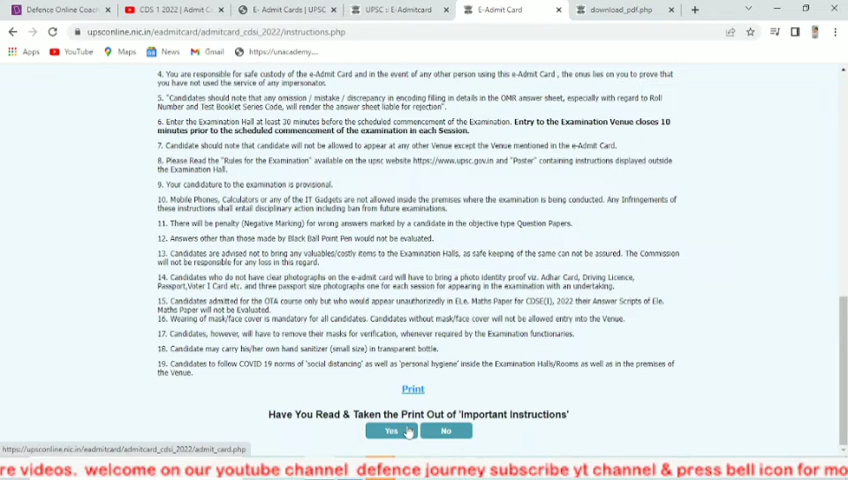 Defence Online Coach
CDS 1 2022 | Admit C
E- Admit Cards | UPSC
UPSC :: E-Admitcard
E-Admit Card
download_pdf.php
upsconline.nic.in/eadmitcard/admitcard_cdsi_2022/instructions.php
Apps
YouTube
Maps
News
Gmail
https://unacademy...
4. You are responsible for safe custody of the e-Admit Card and in the event of any other person using this e-Admit Card , the onus lies on you to prove that
you have not used the service of any impersonator.
5. "Candidates should note that any omission / mistake / discrepancy in encoding filling in details in the OMR answer sheet, especially with regard to Roll
Number and Test Booklet Series Code, will render the answer sheet liable for rejection".
6. Enter the Examination Hall at least 30 minutes before the scheduled commencement of the Examination. Entry to the Examination Venue closes 10
minutes prior to the scheduled commencement of the examination in each Session.
7. Candidate should note that candidate will not be allowed to appear at any other Venue except the Venue mentioned in the e-Admit Card.
8. Please Read the "Rules for the Examination" available on the upsc website https://www.upsc.gov.in and "Poster" containing instructions displayed outside
the Examination Hall.
9. Your candidature to the examination is provisional.
10. Mobile Phones, Calculators or any of the IT Gadgets are not allowed inside the premises where the examination is being conducted. Any Infringements of
these instructions shall entail disciplinary action including ban from future examinations.
11. There will be penalty (Negative Marking) for wrong answers marked by a candidate in the objective type Question Papers.
12. Answers other than those made by Black Ball Point Pen would not be evaluated.
13. Candidates are advised not to bring any valuables/costly items to the Examination Halls, as safe keeping of the same can not be assured. The Commission
will not be responsible for any loss in this regard.
14. Candidates who do not have clear photographs on the e-admit card will have to bring a photo identity proof viz. Adhar Card, Driving Licence,
Passport,Voter I Card etc. and three passport size photographs one for each session for appearing in the examination with an undertaking.
15. Candidates admitted for the OTA course only but who would appear unauthorizedly in ELe. Maths Paper for CDSE(I), 2022 their Answer Scripts of Ele.
Maths Paper will not be Evaluated.
16. Wearing of mask/face cover is mandatory for all candidates. Candidates without mask/face cover will not be allowed entry into the Venue.
17. Candidates, however, will have to remove their masks for verification, whenever required by the Examination functionaries.
18. Candidate may carry his/her own hand sanitizer (small size) in transparent bottle.
19. Candidates to follow COVID 19 norms of 'social distancing' as well as 'personal hygiene' inside the Examination Halls/Rooms as well as in the premises of
the Venue.
Print
Have You Read & Taken the Print Out of 'Important Instructions'
Yes
No
https://upsconline.nic.in/eadmitcard/admitcard_cdsi_2022/admit_card.php
re videos. welcome on our youtube channel defence journey subscribe yt channel & press bell icon for mo